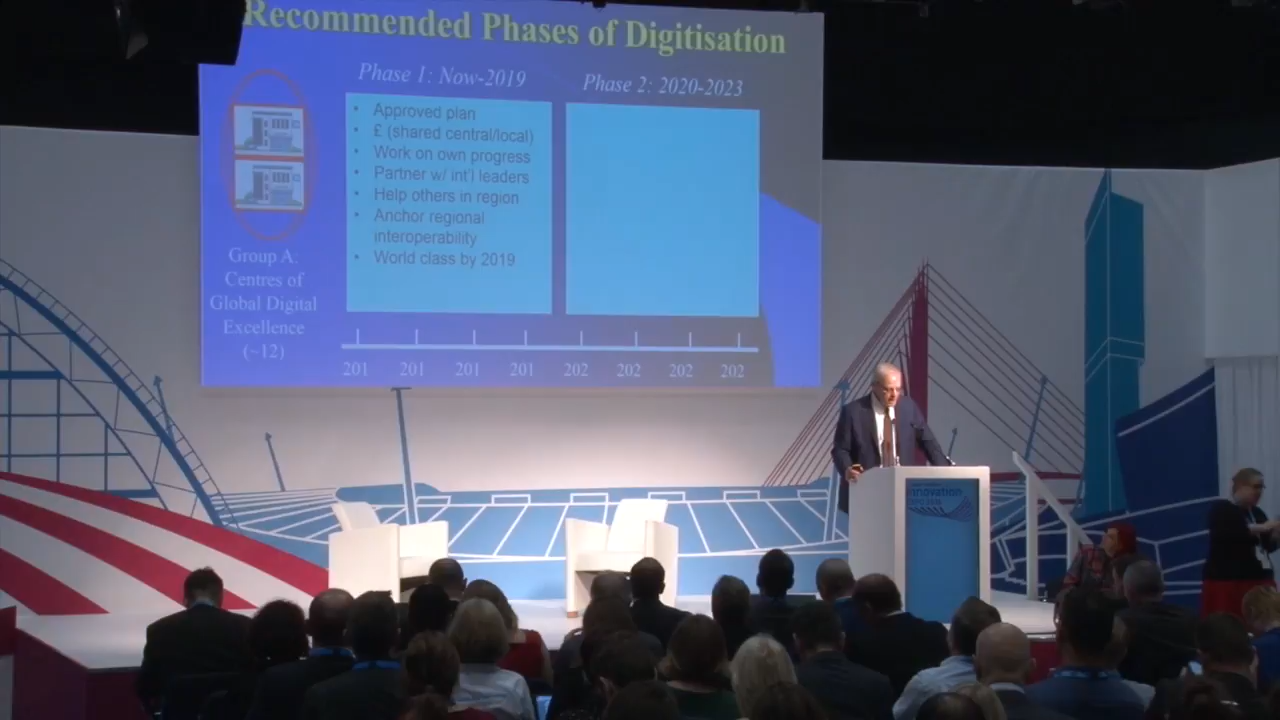 Recommended Phases of Digitisation
Phase 1: Now-2019
Phase 2: 2020-2023
• Approved plan
• £ (shared central/local)
• Work on own progress
• Partner w/ int'l leaders
• Help others in region
• Anchor regional
interoperability
• World class by 2019
Group A:
Centres of
Global Digital
Excellence
(~12)
201 201 201 201 202 202 202 202
innovation